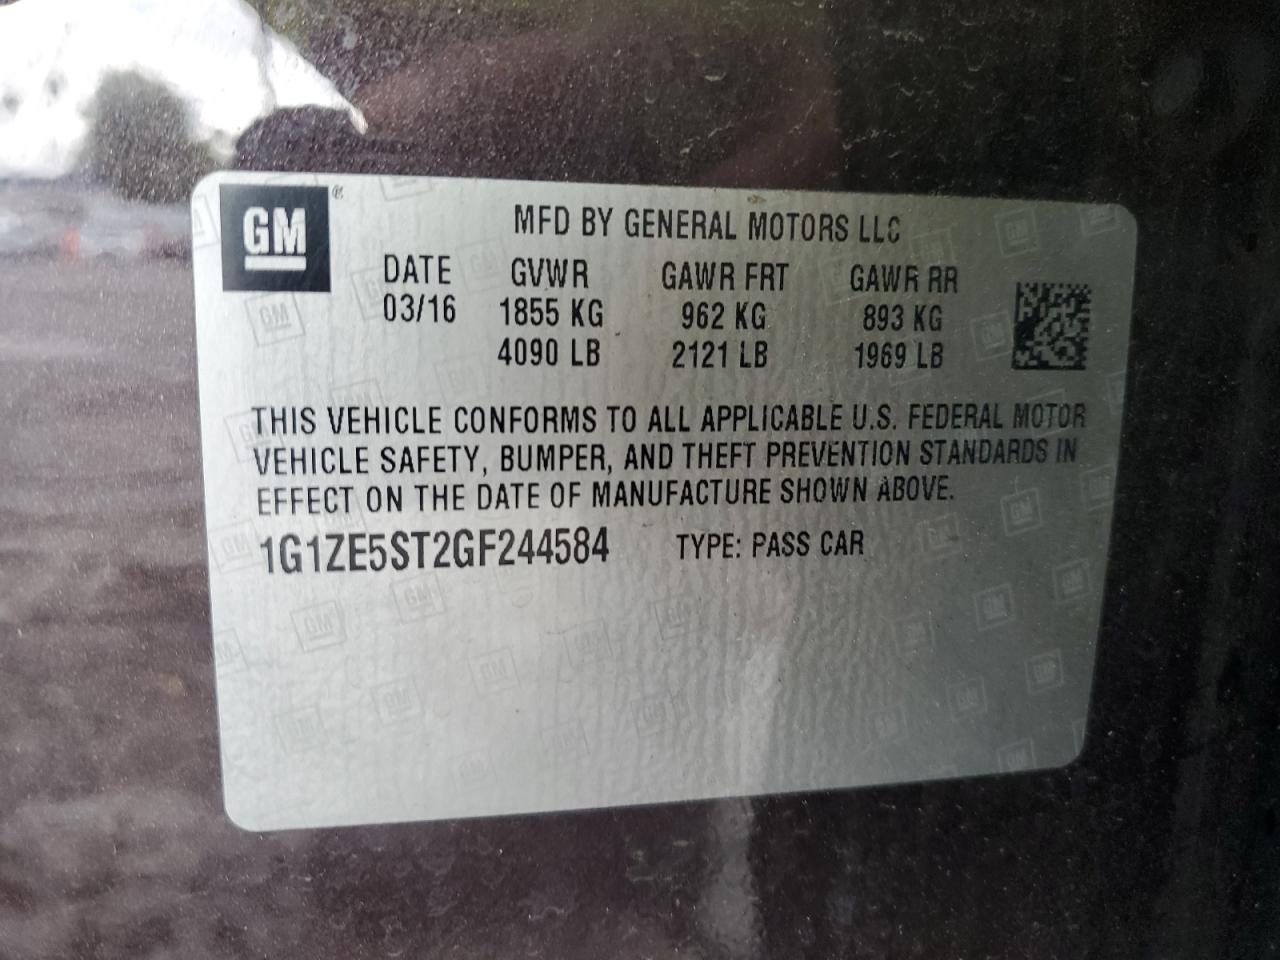 GM®
MFD BY GENERAL MOTORS LLC
DATE GVWR GAWR FRT GAWR RR
03/16 1855 KG 962 KG 893 KG
4090 LB 2121 LB 1969 LB
THIS VEHICLE CONFORMS TO ALL APPLICABLE U.S. FEDERAL MOTOR
VEHICLE SAFETY, BUMPER, AND THEFT PREVENTION STANDARDS IN
EFFECT ON THE DATE OF MANUFACTURE SHOWN ABOVE.
1G1ZE5ST2GF244584 TYPE: PASS CAR